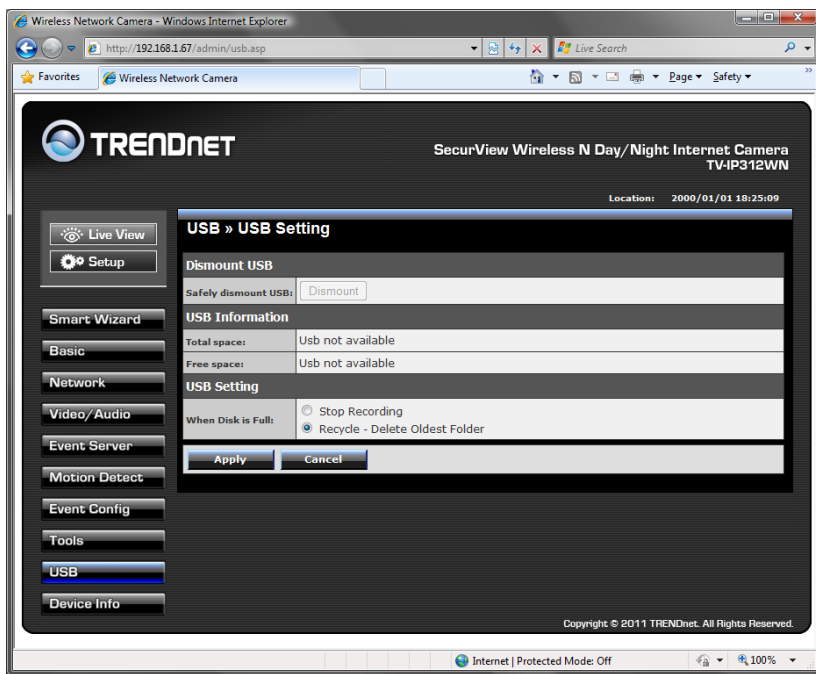 Wireless Network Camera - Windows Internet Explorer
http://192.168.1.67/admin/usb.asp
Live Search
Favorites
Wireless Network Camera
Page
Safety
»
TRENDNET
SecurView Wireless N Day/Night Internet Camera
TV-IP312WN
Location: 2000/01/01 18:25:09
Live View
Setup
Smart Wizard
Basic
Network
Video/Audio
Event Server
Motion Detect
Event Config
Tools
USB
Device Info
USB » USB Setting
Dismount USB
Safely dismount USB: Dismount
USB Information
Total space: Usb not available
Free space: Usb not available
USB Setting
When Disk is Full: Stop Recording
Recycle - Delete Oldest Folder
Apply Cancel
Copyright © 2011 TRENDnet. All Rights Reserved.
Internet | Protected Mode: Off
100%